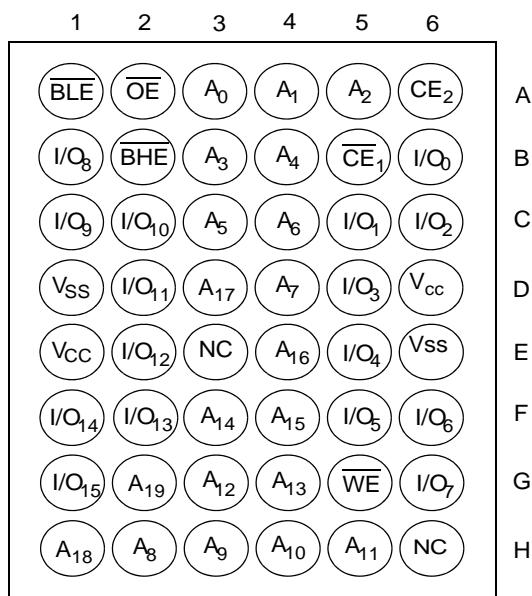 1 2 3 4 5 6
BLE OE A0 A1 A2 CE2 A
I/O8 BHE A3 A4 CE1 I/O0 B
I/O9 I/O10 A5 A6 I/O1 I/O2 C
VSS I/O11 A17 A7 I/O3 Vcc D
VCC I/O12 NC A16 I/O4 Vss E
I/O14 I/O13 A14 A15 I/O5 I/O6 F
I/O15 A19 A12 A13 WE I/O7 G
A18 A8 A9 A10 A11 NC H